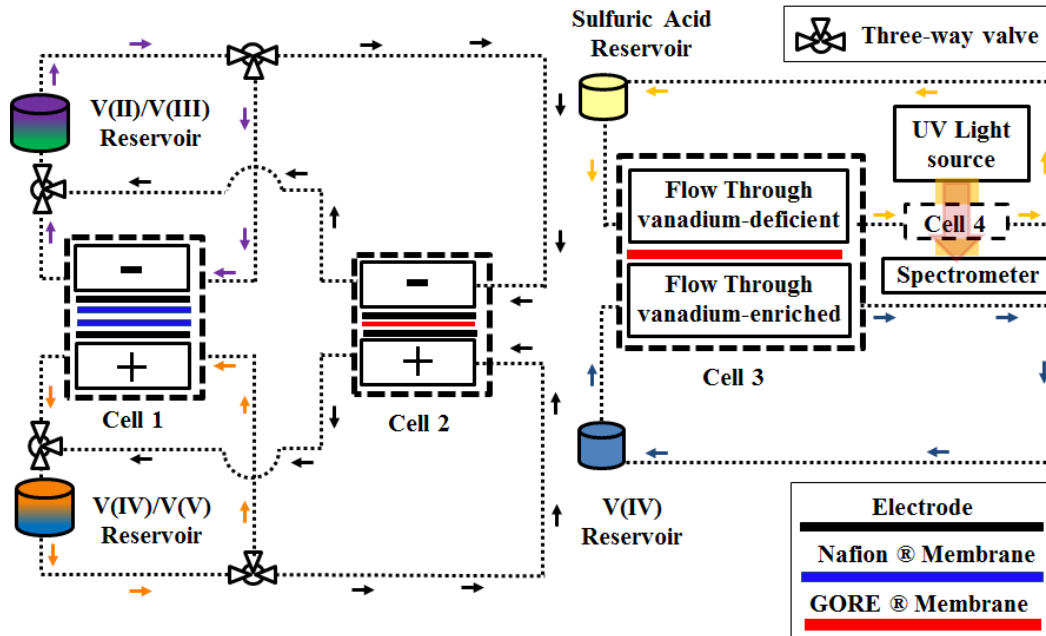 Sulfuric Acid
Reservoir
Three-way valve
V(II)/V(III)
Reservoir
UV Light
source
Flow Through
vanadium-deficient
Cell 4
-
-
Spectrometer
Flow Through
vanadium-enriched
+
+
Cell 3
Cell 1
Cell 2
V(IV)/V(V)
Reservoir
V(IV)
Reservoir
Electrode
Nafion ® Membrane
GORE ® Membrane